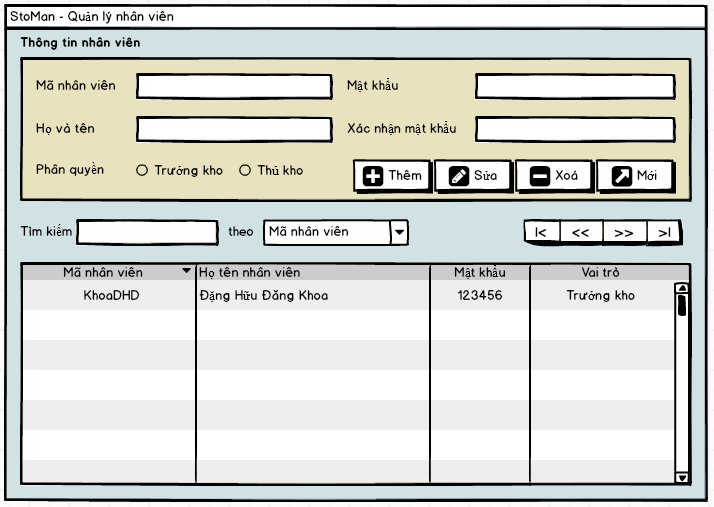 StoMan - Quản lý nhân viên
Thông tin nhân viên
Mã nhân viên Mật khẩu
Họ và tên Xác nhận mật khẩu
Phân quyền Trưởng kho Thủ kho Thêm Sửa Xoá Mới
Tìm kiếm theo Mã nhân viên |< << >> >|
Mã nhân viên Họ tên nhân viên Mật khẩu Vai trò
KhoaDHD Đặng Hữu Đăng Khoa 123456 Trưởng kho